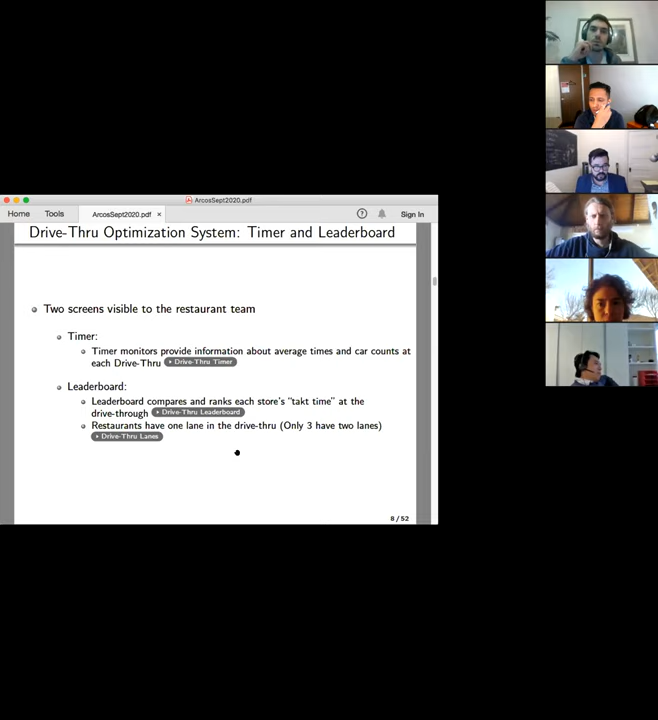 ArcosSept2020.pdf
Home Tools ArcosSept2020.pdf × ? Sign In
Drive-Thru Optimization System: Timer and Leaderboard
Two screens visible to the restaurant team
Timer:
Timer monitors provide information about average times and car counts at
each Drive-Thru Drive-Thru Timer
Leaderboard:
Leaderboard compares and ranks each store's "takt time" at the
drive-through Drive-Thru Leaderboard
Restaurants have one lane in the drive-thru (Only 3 have two lanes)
Drive-Thru Lanes
8 / 52